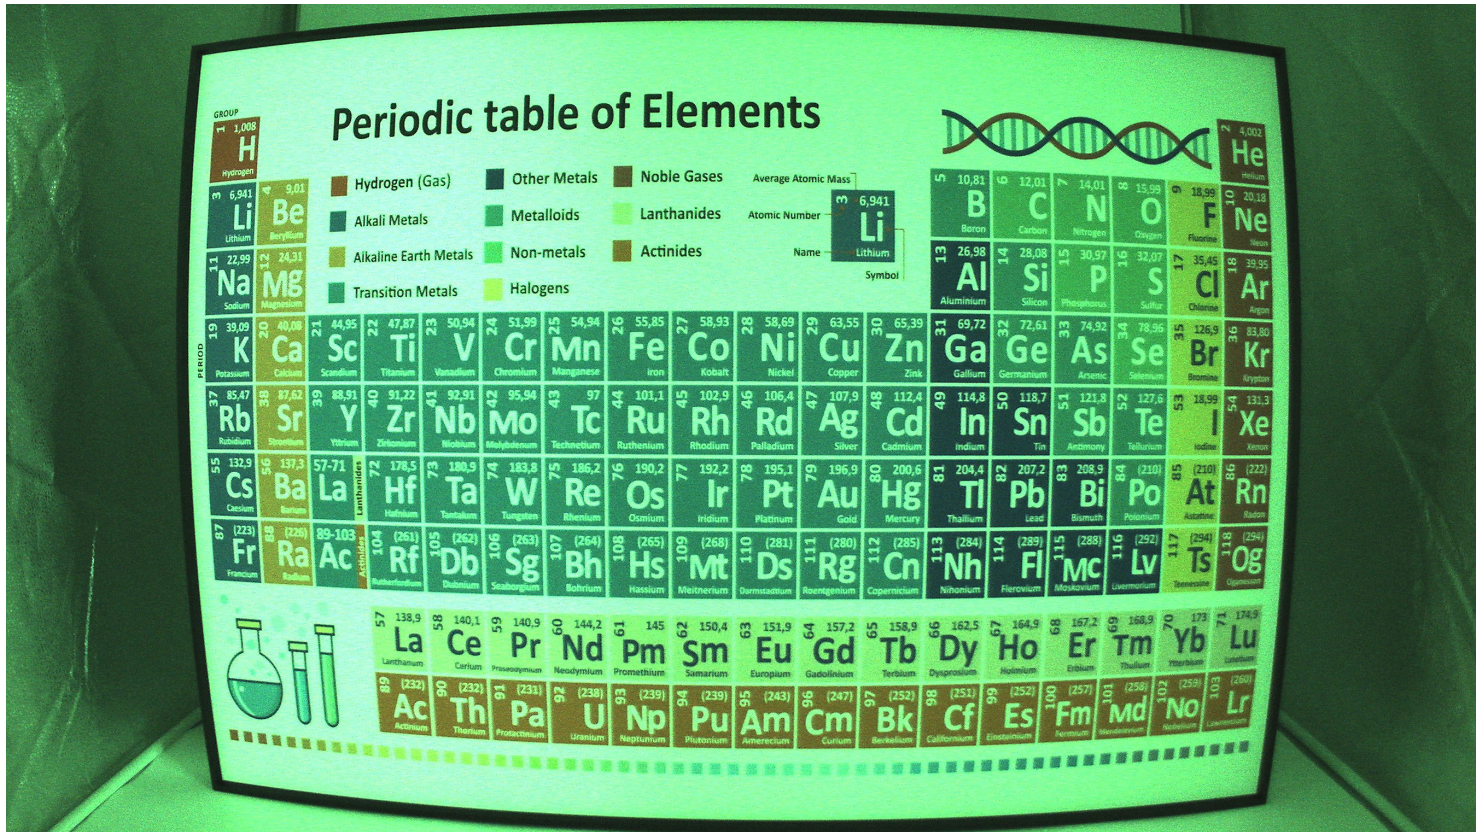 GROUP
Periodic table of Elements
1 1,008 H Hydrogen
2 4,002 He Helium
Hydrogen (Gas)
Alkali Metals
Alkaline Earth Metals
Transition Metals
Other Metals
Metalloids
Non-metals
Halogens
Noble Gases
Lanthanides
Actinides
Average Atomic Mass
Atomic Number
Name
3 6,941 Li Lithium
Symbol
3 6,941 Li Lithium
4 9,01 Be Beryllium
5 10,81 B Boron
6 12,01 C Carbon
7 14,01 N Nitrogen
8 15,99 O Oxygen
9 18,99 F Fluorine
10 20,18 Ne Neon
11 22,99 Na Sodium
12 24,31 Mg Magnesium
13 26,98 Al Aluminium
14 28,08 Si Silicon
15 30,97 P Phosphorus
16 32,07 S Sulfur
17 35,45 Cl Chlorine
18 39,95 Ar Argon
PERIOD
19 39,09 K Potassium
20 40,08 Ca Calcium
21 44,95 Sc Scandium
22 47,87 Ti Titanium
23 50,94 V Vanadium
24 51,99 Cr Chromium
25 54,94 Mn Manganese
26 55,85 Fe Iron
27 58,93 Co Kobalt
28 58,69 Ni Nickel
29 63,55 Cu Copper
30 65,39 Zn Zink
31 69,72 Ga Gallium
32 72,61 Ge Germanium
33 74,92 As Arsenic
34 78,96 Se Selenium
35 126,9 Br Bromine
36 83,80 Kr Krypton
37 85,47 Rb Rubidium
38 87,62 Sr Strontium
39 88,91 Y Yttrium
40 91,22 Zr Zirkonium
41 92,91 Nb Niobium
42 95,94 Mo Molybdenum
43 97 Tc Technetium
44 101,1 Ru Ruthenium
45 102,9 Rh Rhodium
46 106,4 Rd Palladium
47 107,9 Ag Silver
48 112,4 Cd Cadmium
49 114,8 In Indium
50 118,7 Sn Tin
51 121,8 Sb Antimony
52 127,6 Te Tellurium
53 18,99 I Iodine
54 131,3 Xe Xenon
55 132,9 Cs Caesium
56 137,3 Ba Barium
57-71 La Lanthanides
72 178,5 Hf Hafnium
73 180,9 Ta Tantalum
74 183,8 W Tungsten
75 186,2 Re Rhenium
76 190,2 Os Osmium
77 192,2 Ir Iridium
78 195,1 Pt Platinum
79 196,9 Au Gold
80 200,6 Hg Mercury
81 204,4 Tl Thallium
82 207,2 Pb Lead
83 208,9 Bi Bismuth
84 (210) Po Polonium
85 (210) At Astatine
86 (222) Rn Radon
87 (223) Fr Francium
88 (226) Ra Radium
89-103 Ac Actinides
104 (261) Rf Rutherfordium
105 (262) Db Dubnium
106 (263) Sg Seaborgium
107 (264) Bh Bohrium
108 (265) Hs Hassium
109 (268) Mt Meitnerium
110 (281) Ds Darmstadtium
111 (280) Rg Roentgenium
112 (285) Cn Copernicium
113 (284) Nh Nihonium
114 (289) Fl Flerovium
115 (288) Mc Moskovium
116 (292) Lv Livermorium
117 (294) Ts Tennessine
118 (294) Og Oganesson
57 138,9 La Lanthanum
58 140,1 Ce Cerium
59 140,9 Pr Praseodymium
60 144,2 Nd Neodymium
61 145 Pm Promethium
62 150,4 Sm Samarium
63 151,9 Eu Europium
64 157,2 Gd Gadolinium
65 158,9 Tb Terbium
66 162,5 Dy Dysprosium
67 164,9 Ho Holmium
68 167,2 Er Erbium
69 168,9 Tm Thulium
70 173 Yb Ytterbium
71 174,9 Lu Lutetium
89 (232) Ac Actinium
90 (232) Th Thorium
91 (231) Pa Protactinium
92 (238) U Uranium
93 (239) Np Neptunium
94 (239) Pu Plutonium
95 (243) Am Amerecium
96 (247) Cm Curium
97 (252) Bk Berkelium
98 (251) Cf Californium
99 (252) Es Einsteinium
100 (257) Fm Fermium
101 (258) Md Mendelevium
102 (259) No Nobelium
103 (260) Lr Lawrencium